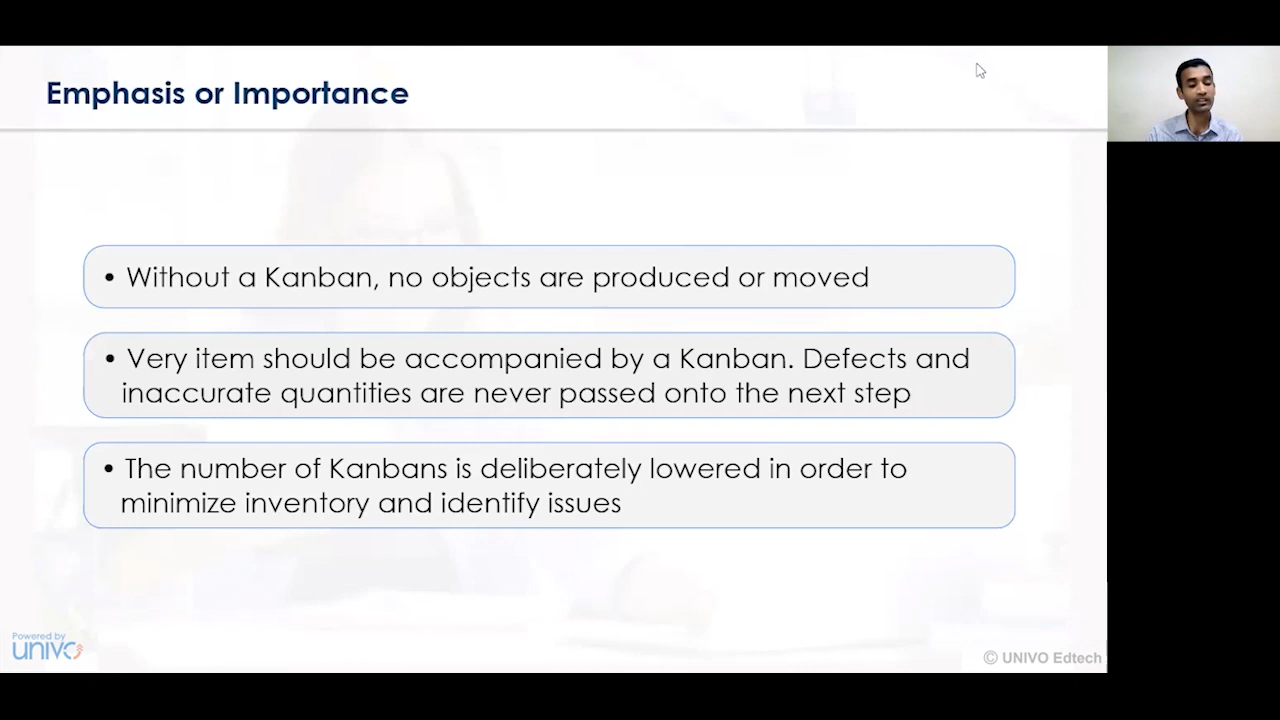 Emphasis or Importance
• Without a Kanban, no objects are produced or moved
• Very item should be accompanied by a Kanban. Defects and
inaccurate quantities are never passed onto the next step
• The number of Kanbans is deliberately lowered in order to
minimize inventory and identify issues
Powered by
univo
© UNIVO Edtech